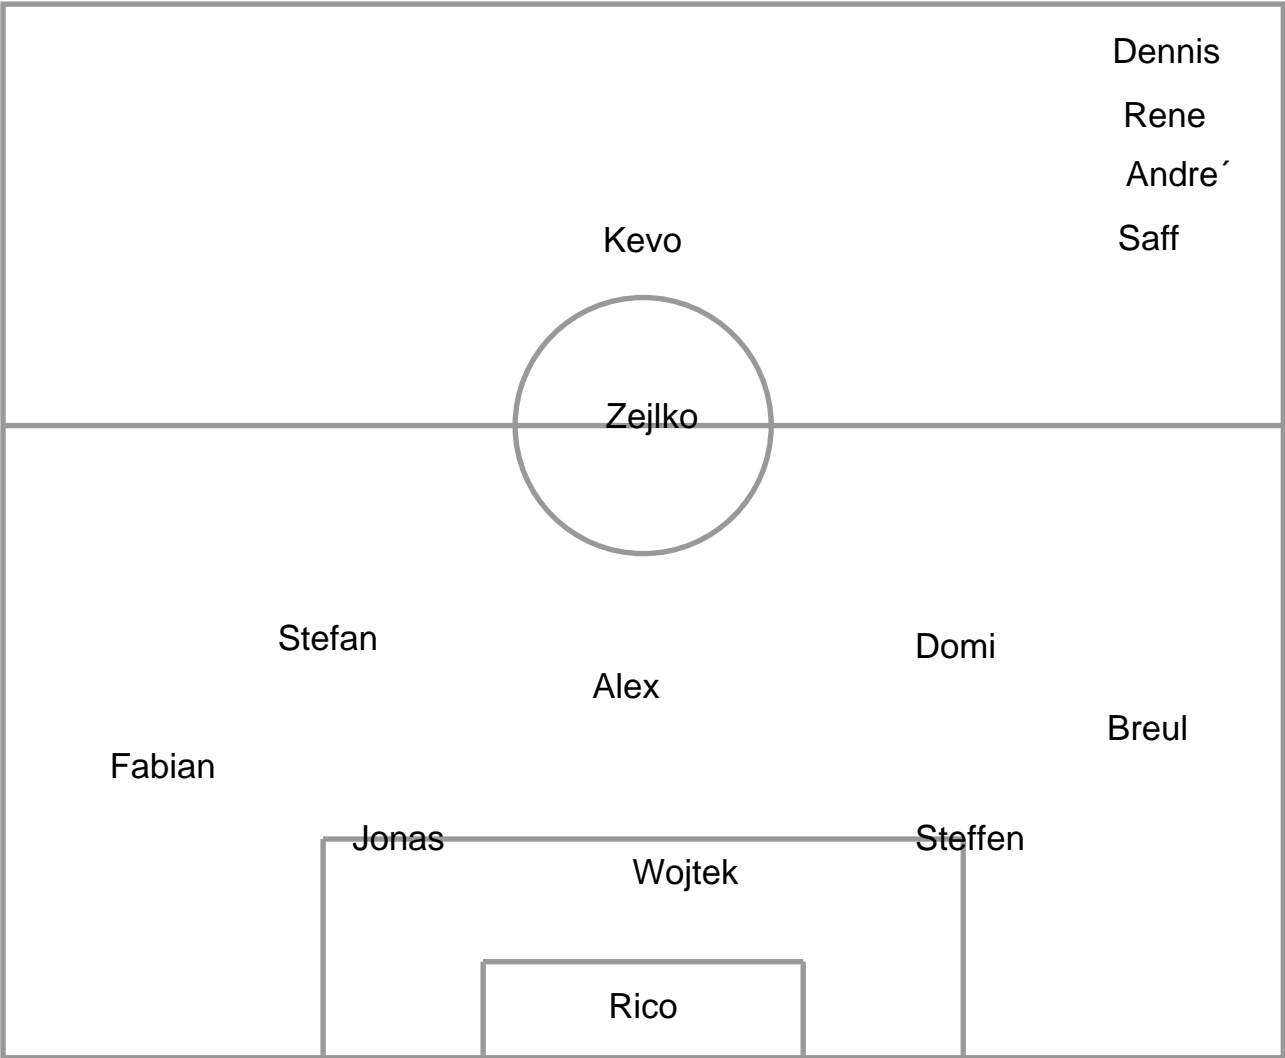 Dennis
Rene
Andre´
Saff
Kevo
Zejlko
Stefan
Domi
Alex
Breul
Fabian
Jonas
Steffen
Wojtek
Rico